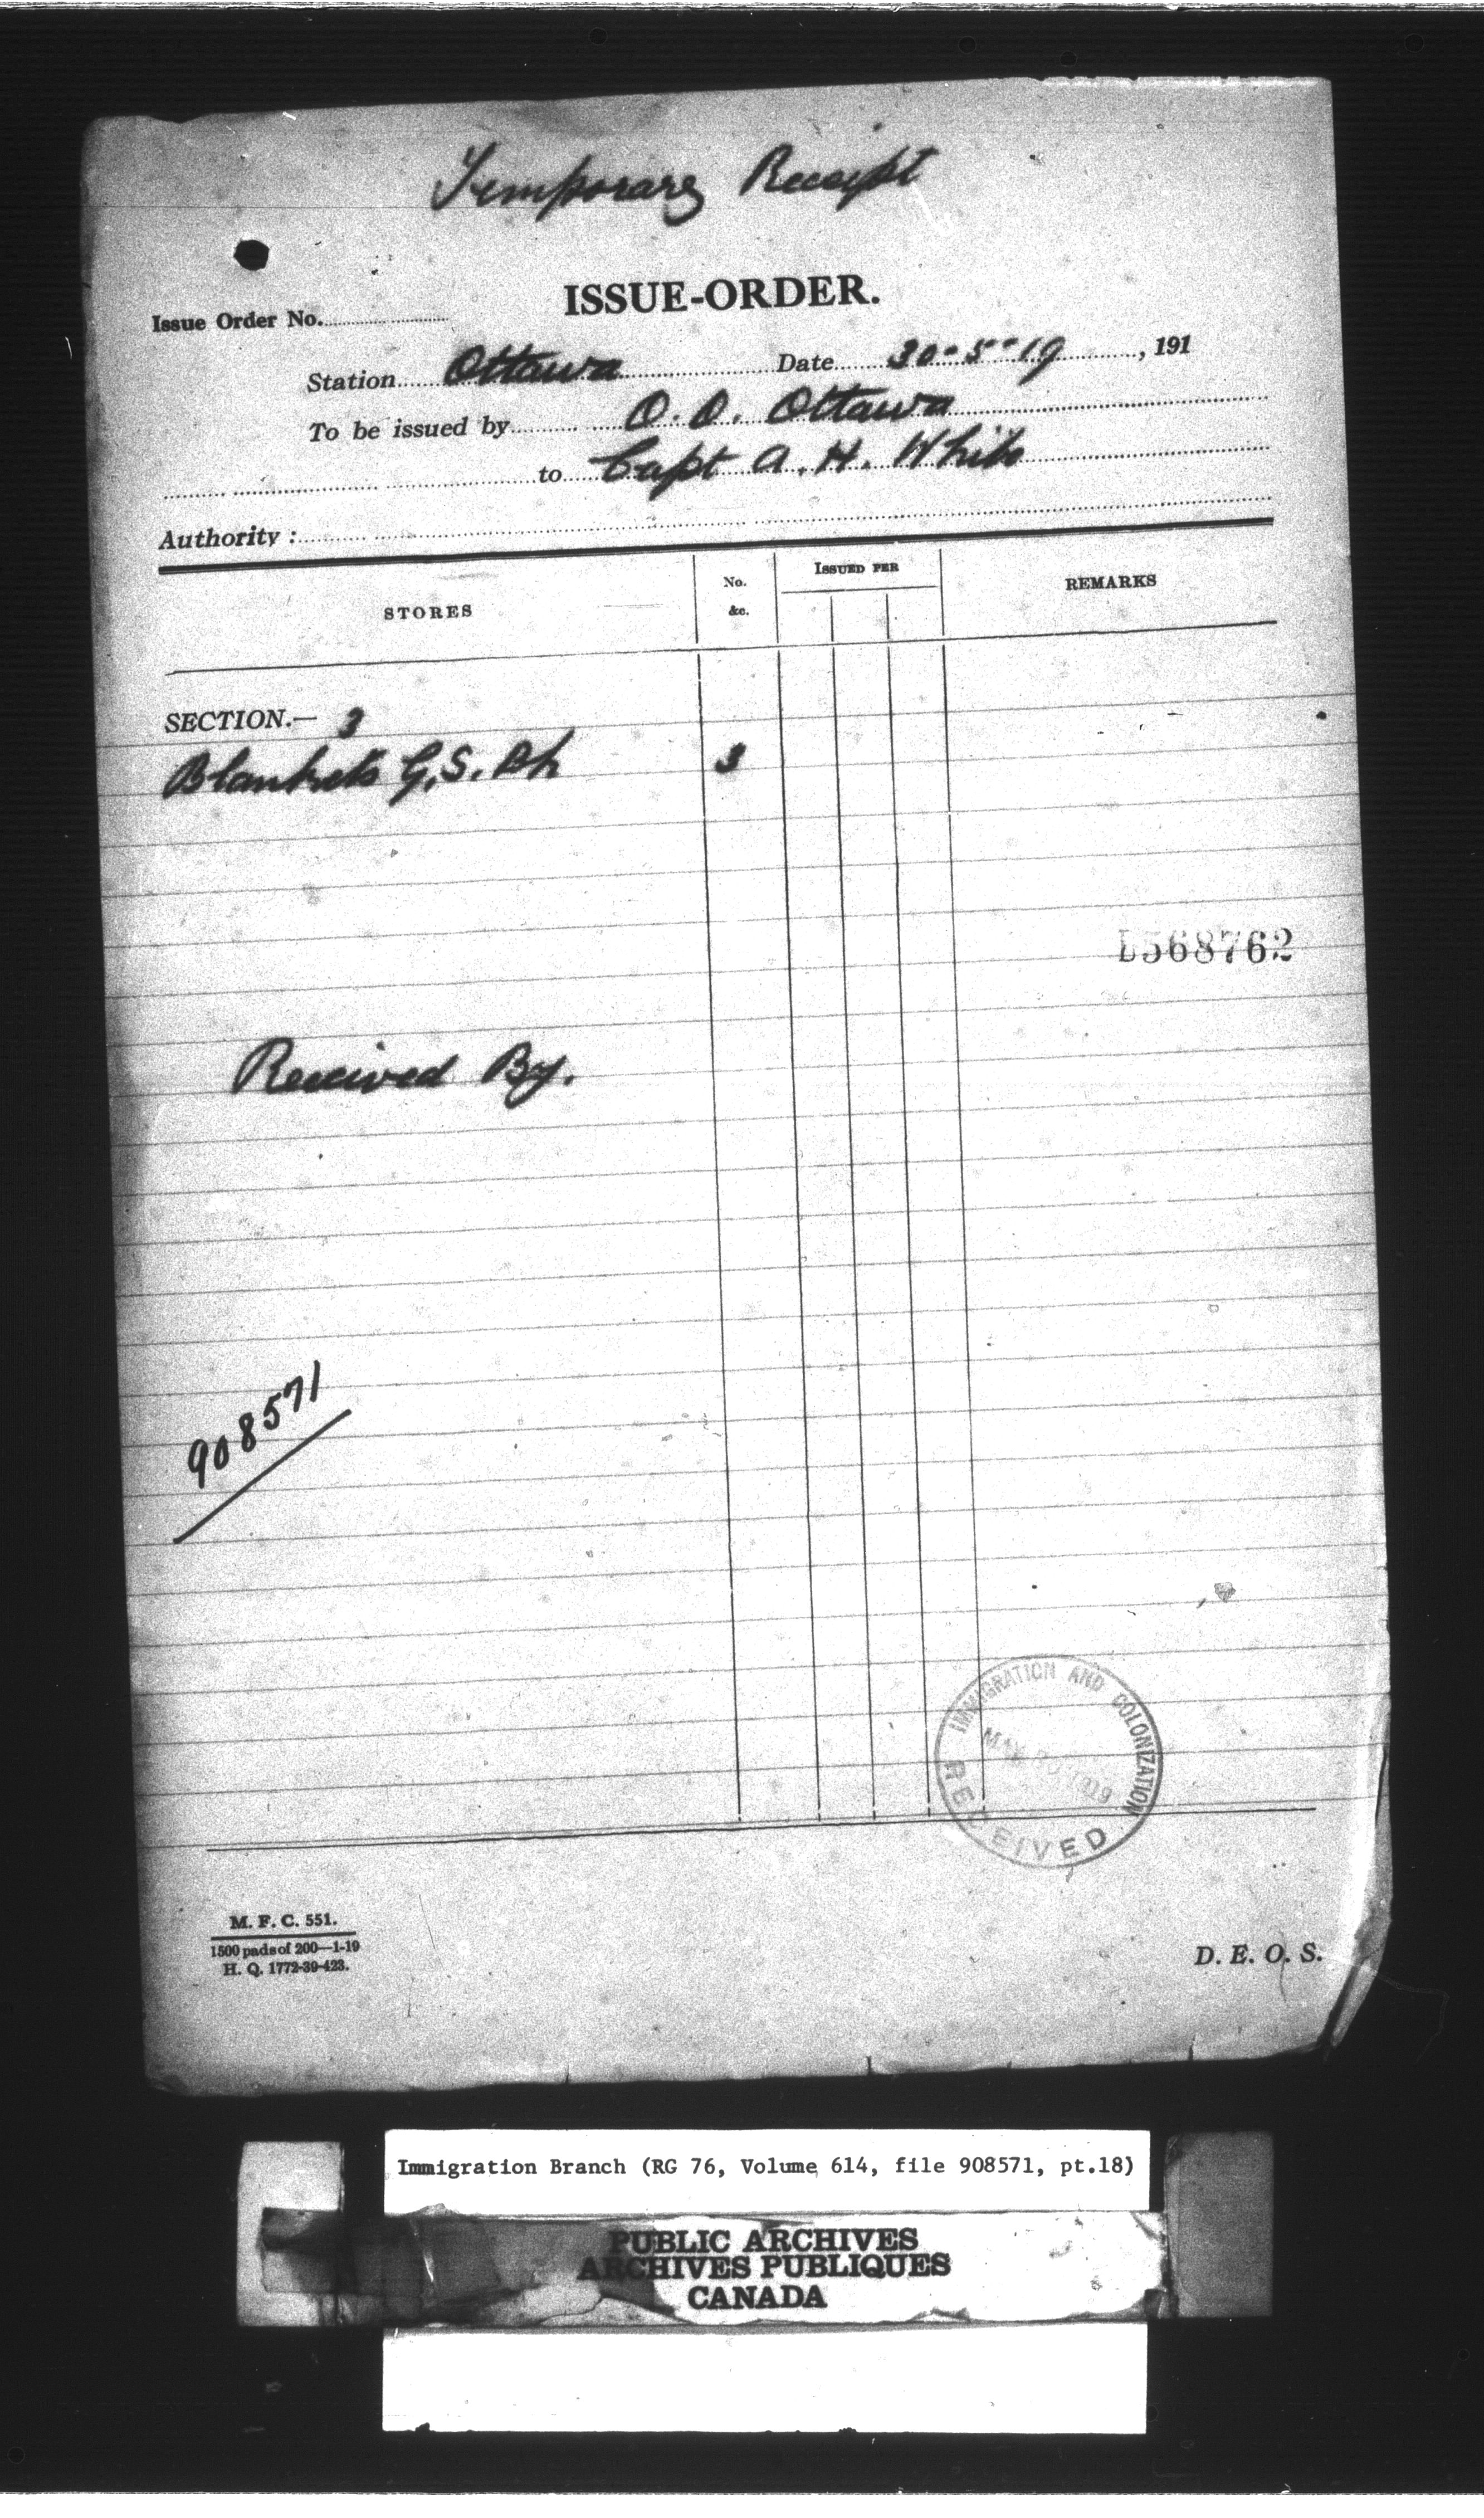 Temporary Receipt
ISSUE-ORDER.
Issue Order No.
Station Ottawa Date 30-5-19, 191
To be issued by O. O. Ottawa
to Capt A. H. White
Authority :
STORES No. &c. ISSUED PER REMARKS
SECTION.— 3
Blankets G.S. 3
L568762
Received By.
908571
IMMIGRATION AND COLONIZATION
MAY 30 1919
RECEIVED
M. F. C. 551.
1500 pads of 200—1-19
H. Q. 1772-39-423.
D. E. O. S.
Immigration Branch (RG 76, Volume 614, file 908571, pt.18)
PUBLIC ARCHIVES
ARCHIVES PUBLIQUES
CANADA